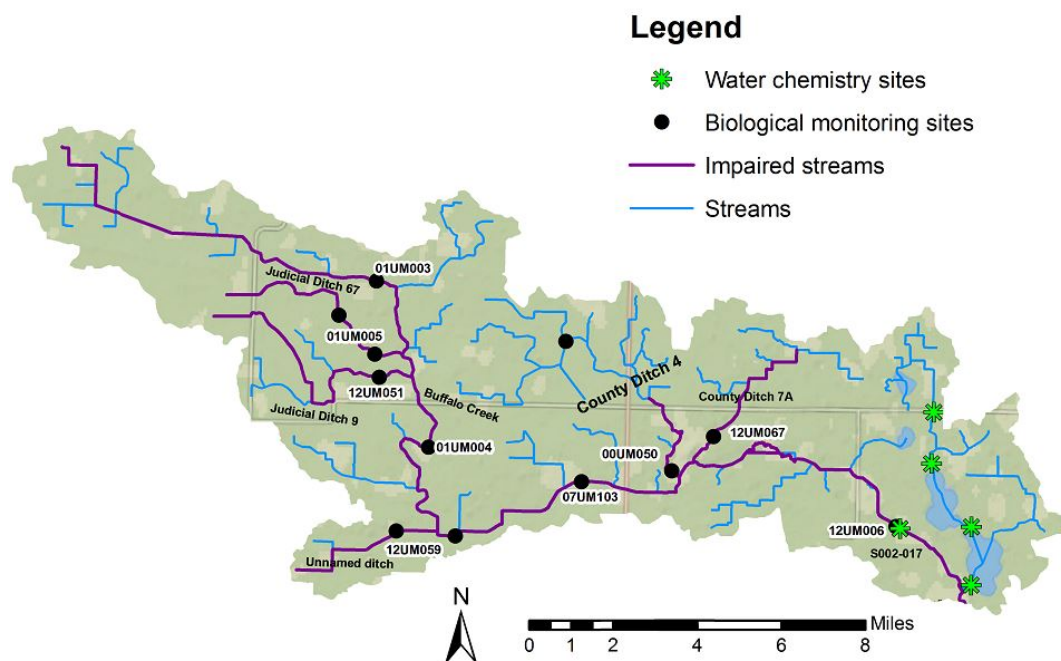 Legend
Water chemistry sites
Biological monitoring sites
Impaired streams
Streams
01UM003
Judicial Ditch 67
01UM005
12UM051
Buffalo Creek
County Ditch 4
County Ditch 7A
Judicial Ditch 9
01UM004
12UM067
00UM050
07UM103
12UM006
S002-017
12UM059
Unnamed ditch
N
Miles
0 1 2 4 6 8